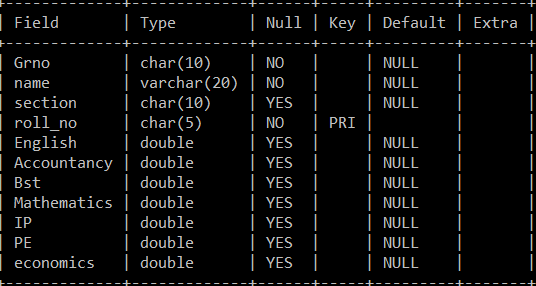 +-------------+-------------+------+-----+---------+-------+
| Field       | Type        | Null | Key | Default | Extra |
+-------------+-------------+------+-----+---------+-------+
| Grno        | char(10)    | NO   |     | NULL    |       |
| name        | varchar(20) | NO   |     | NULL    |       |
| section     | char(10)    | YES  |     | NULL    |       |
| roll_no     | char(5)     | NO   | PRI |         |       |
| English     | double      | YES  |     | NULL    |       |
| Accountancy | double      | YES  |     | NULL    |       |
| Bst         | double      | YES  |     | NULL    |       |
| Mathematics | double      | YES  |     | NULL    |       |
| IP          | double      | YES  |     | NULL    |       |
| PE          | double      | YES  |     | NULL    |       |
| economics   | double      | YES  |     | NULL    |       |
+-------------+-------------+------+-----+---------+-------+